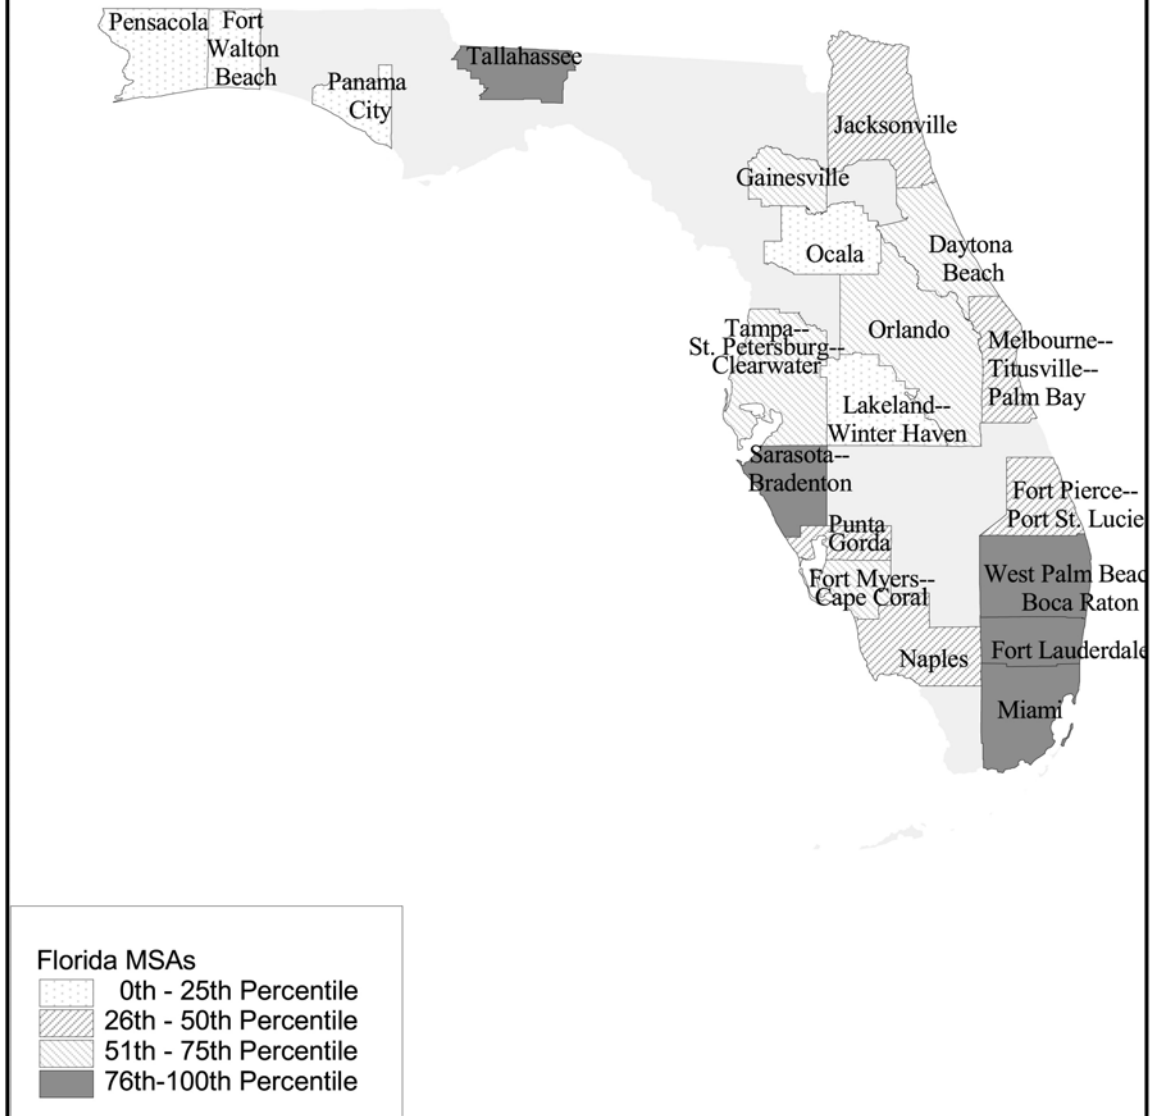 Pensacola
Fort
Walton
Beach
Panama
City
Tallahassee
Jacksonville
Gainesville
Ocala
Daytona
Beach
Tampa--
St. Petersburg--
Clearwater
Orlando
Melbourne--
Titusville--
Palm Bay
Lakeland--
Winter Haven
Sarasota--
Bradenton
Fort Pierce--
Port St. Lucie
Punta
Gorda
Fort Myers--
Cape Coral
West Palm Beac
Boca Raton
Fort Lauderdale
Naples
Miami
Florida MSAs
0th - 25th Percentile
26th - 50th Percentile
51th - 75th Percentile
76th-100th Percentile